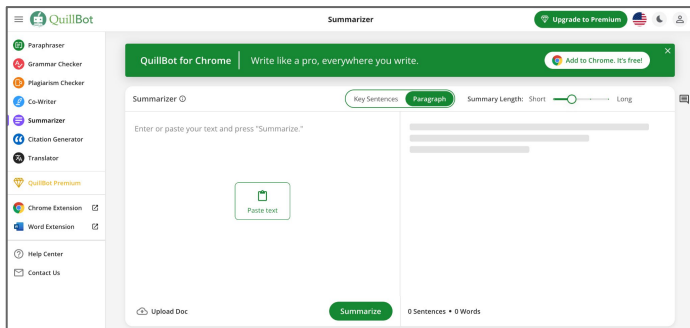 QuillBot
Summarizer
Upgrade to Premium
Paraphraser
Grammar Checker
Plagiarism Checker
Co-Writer
Summarizer
Citation Generator
Translator
QuillBot Premium
Chrome Extension
Word Extension
Help Center
Contact Us
QuillBot for Chrome
Write like a pro, everywhere you write.
Add to Chrome. It's free!
Summarizer
Key Sentences
Paragraph
Summary Length:
Short
Long
Enter or paste your text and press "Summarize."
Paste text
Upload Doc
Summarize
0 Sentences • 0 Words